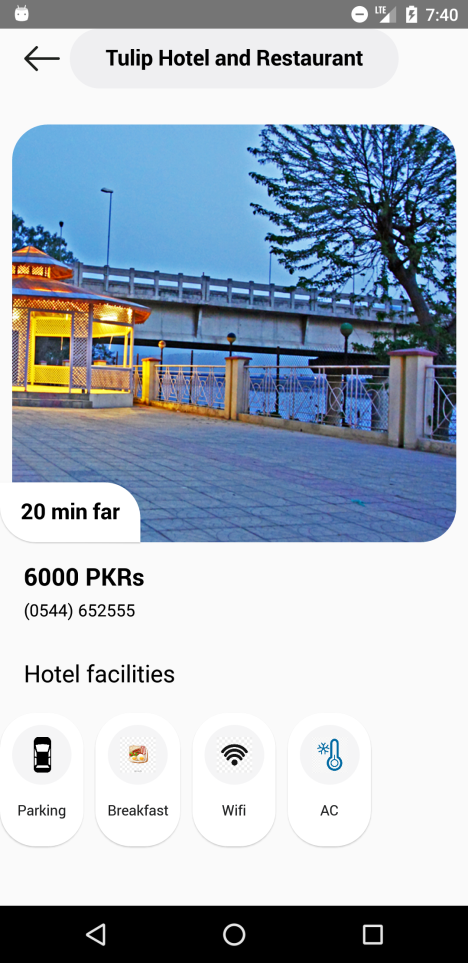 LTE 7:40
Tulip Hotel and Restaurant
20 min far
6000 PKRs
(0544) 652555
Hotel facilities
Parking Breakfast Wifi AC